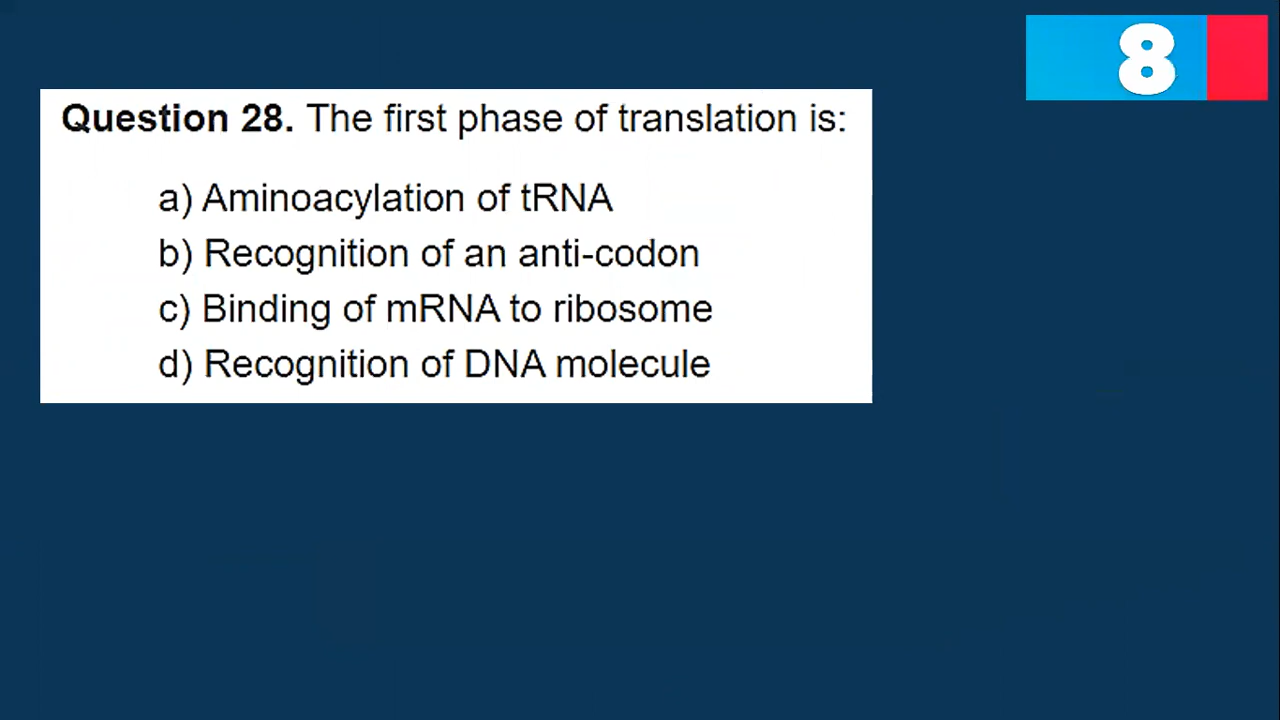 8
Question 28. The first phase of translation is:
a) Aminoacylation of tRNA
b) Recognition of an anti-codon
c) Binding of mRNA to ribosome
d) Recognition of DNA molecule